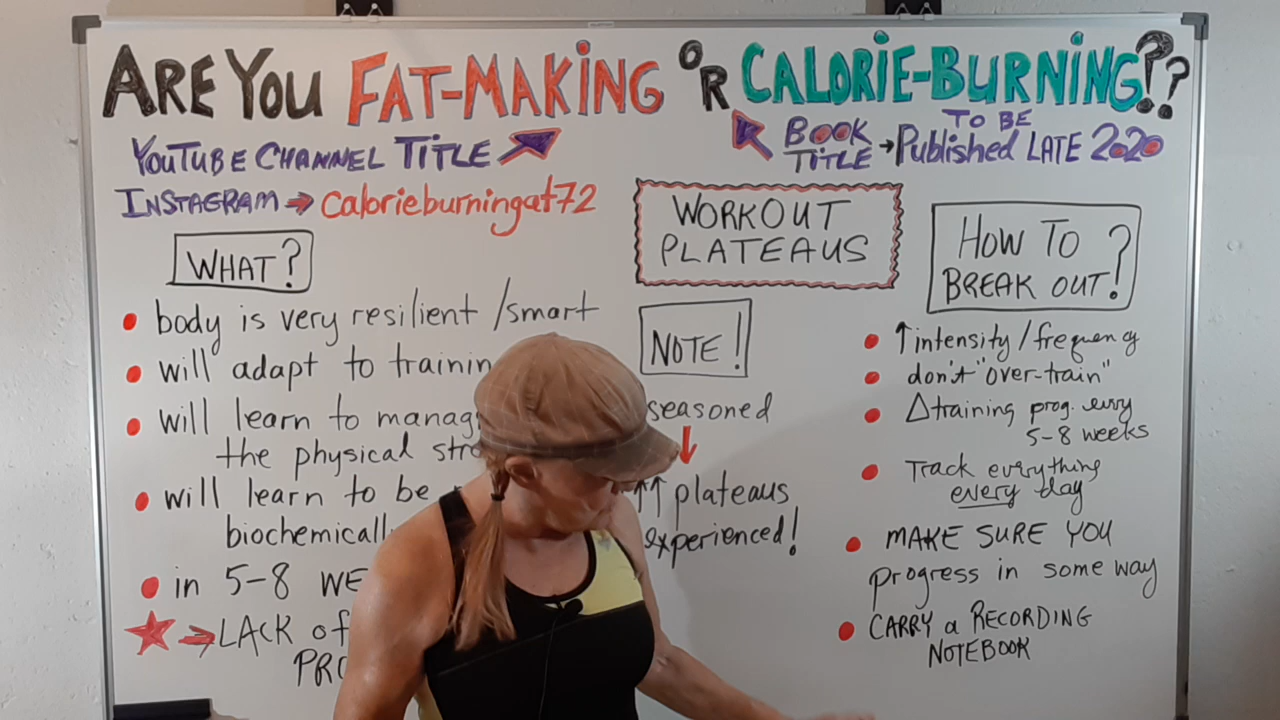 ARE YOU FAT-MAKING OR CALORIE-BURNING??
YOUTUBE CHANNEL TITLE
BOOK TITLE → TO BE Published LATE 2020
INSTAGRAM → calorieburningat72
WORKOUT
PLATEAUS
WHAT?
• body is very resilient /smart
• will adapt to trainin
• will learn to manag
the physical str
• will learn to be
biochemicall
• in 5-8 WE
★ → LACK of
PRO
NOTE!
seasoned
↓
↑↑ plateaus
experienced!
HOW TO
BREAK OUT?
• ↑intensity/frequency
• don't "over-train"
• Δtraining prog. every
5-8 weeks
• Track everything
every day
• MAKE SURE YOU
progress in some way
• CARRY a RECORDING
NOTEBOOK